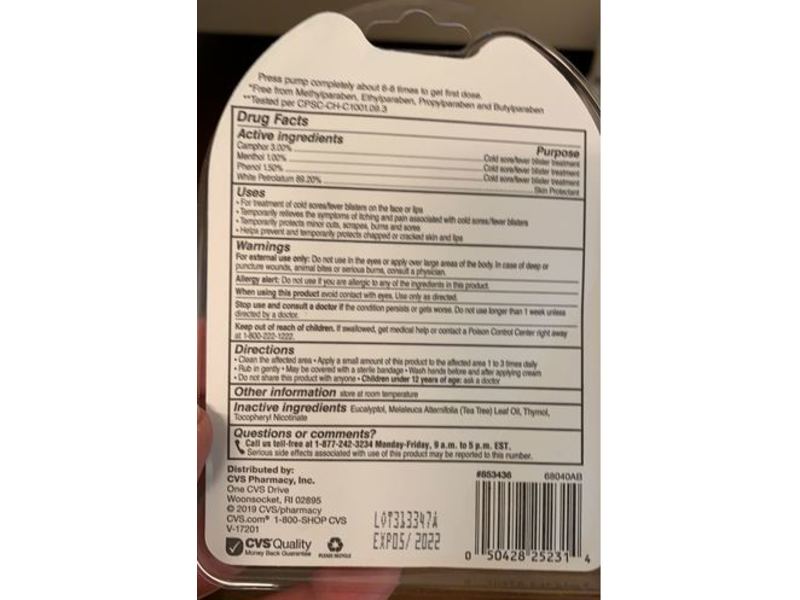 Press pump completely about 6-8 times to get first dose.
*Free from Methylparaben, Ethylparaben, Propylparaben and Butylparaben
**Tested per CPSC-CH-C1001.09.3
Drug Facts
Active ingredients Purpose
Camphor 3.00% Cold sore/fever blister treatment
Menthol 1.00% Cold sore/fever blister treatment
Phenol 1.50% Cold sore/fever blister treatment
White Petrolatum 89.20% Skin Protectant
Uses
• For treatment of cold sores/fever blisters on the face or lips
• Temporarily relieves the symptoms of itching and pain associated with cold sores/fever blisters
• Temporarily protects minor cuts, scrapes, burns and sores
• Helps prevent and temporarily protects chapped or cracked skin and lips
Warnings
For external use only: Do not use in the eyes or apply over large areas of the body. In case of deep or
puncture wounds, animal bites or serious burns, consult a physician.
Allergy alert: Do not use if you are allergic to any of the ingredients in this product.
When using this product avoid contact with eyes. Use only as directed.
Stop use and consult a doctor if the condition persists or gets worse. Do not use longer than 1 week unless
directed by a doctor.
Keep out of reach of children. If swallowed, get medical help or contact a Poison Control Center right away
at 1-800-222-1222.
Directions
• Clean the affected area • Apply a small amount of this product to the affected area 1 to 3 times daily
• Rub in gently • May be covered with a sterile bandage • Wash hands before and after applying cream
• Do not share this product with anyone • Children under 12 years of age: ask a doctor
Other information store at room temperature
Inactive ingredients Eucalyptol, Melaleuca Alternifolia (Tea Tree) Leaf Oil, Thymol,
Tocopheryl Nicotinate
Questions or comments?
Call us toll-free at 1-877-242-3234 Monday-Friday, 9 a.m. to 5 p.m. EST.
Serious side effects associated with use of this product may be reported to this number.
Distributed by:
CVS Pharmacy, Inc.
One CVS Drive
Woonsocket, RI 02895
© 2019 CVS/pharmacy
CVS.com® 1-800-SHOP CVS
V-17201
CVS Quality
Money Back Guarantee
PLEASE RECYCLE
LOT313347A
EXP05/ 2022
#853436 68040AB
0 50428 25231 4